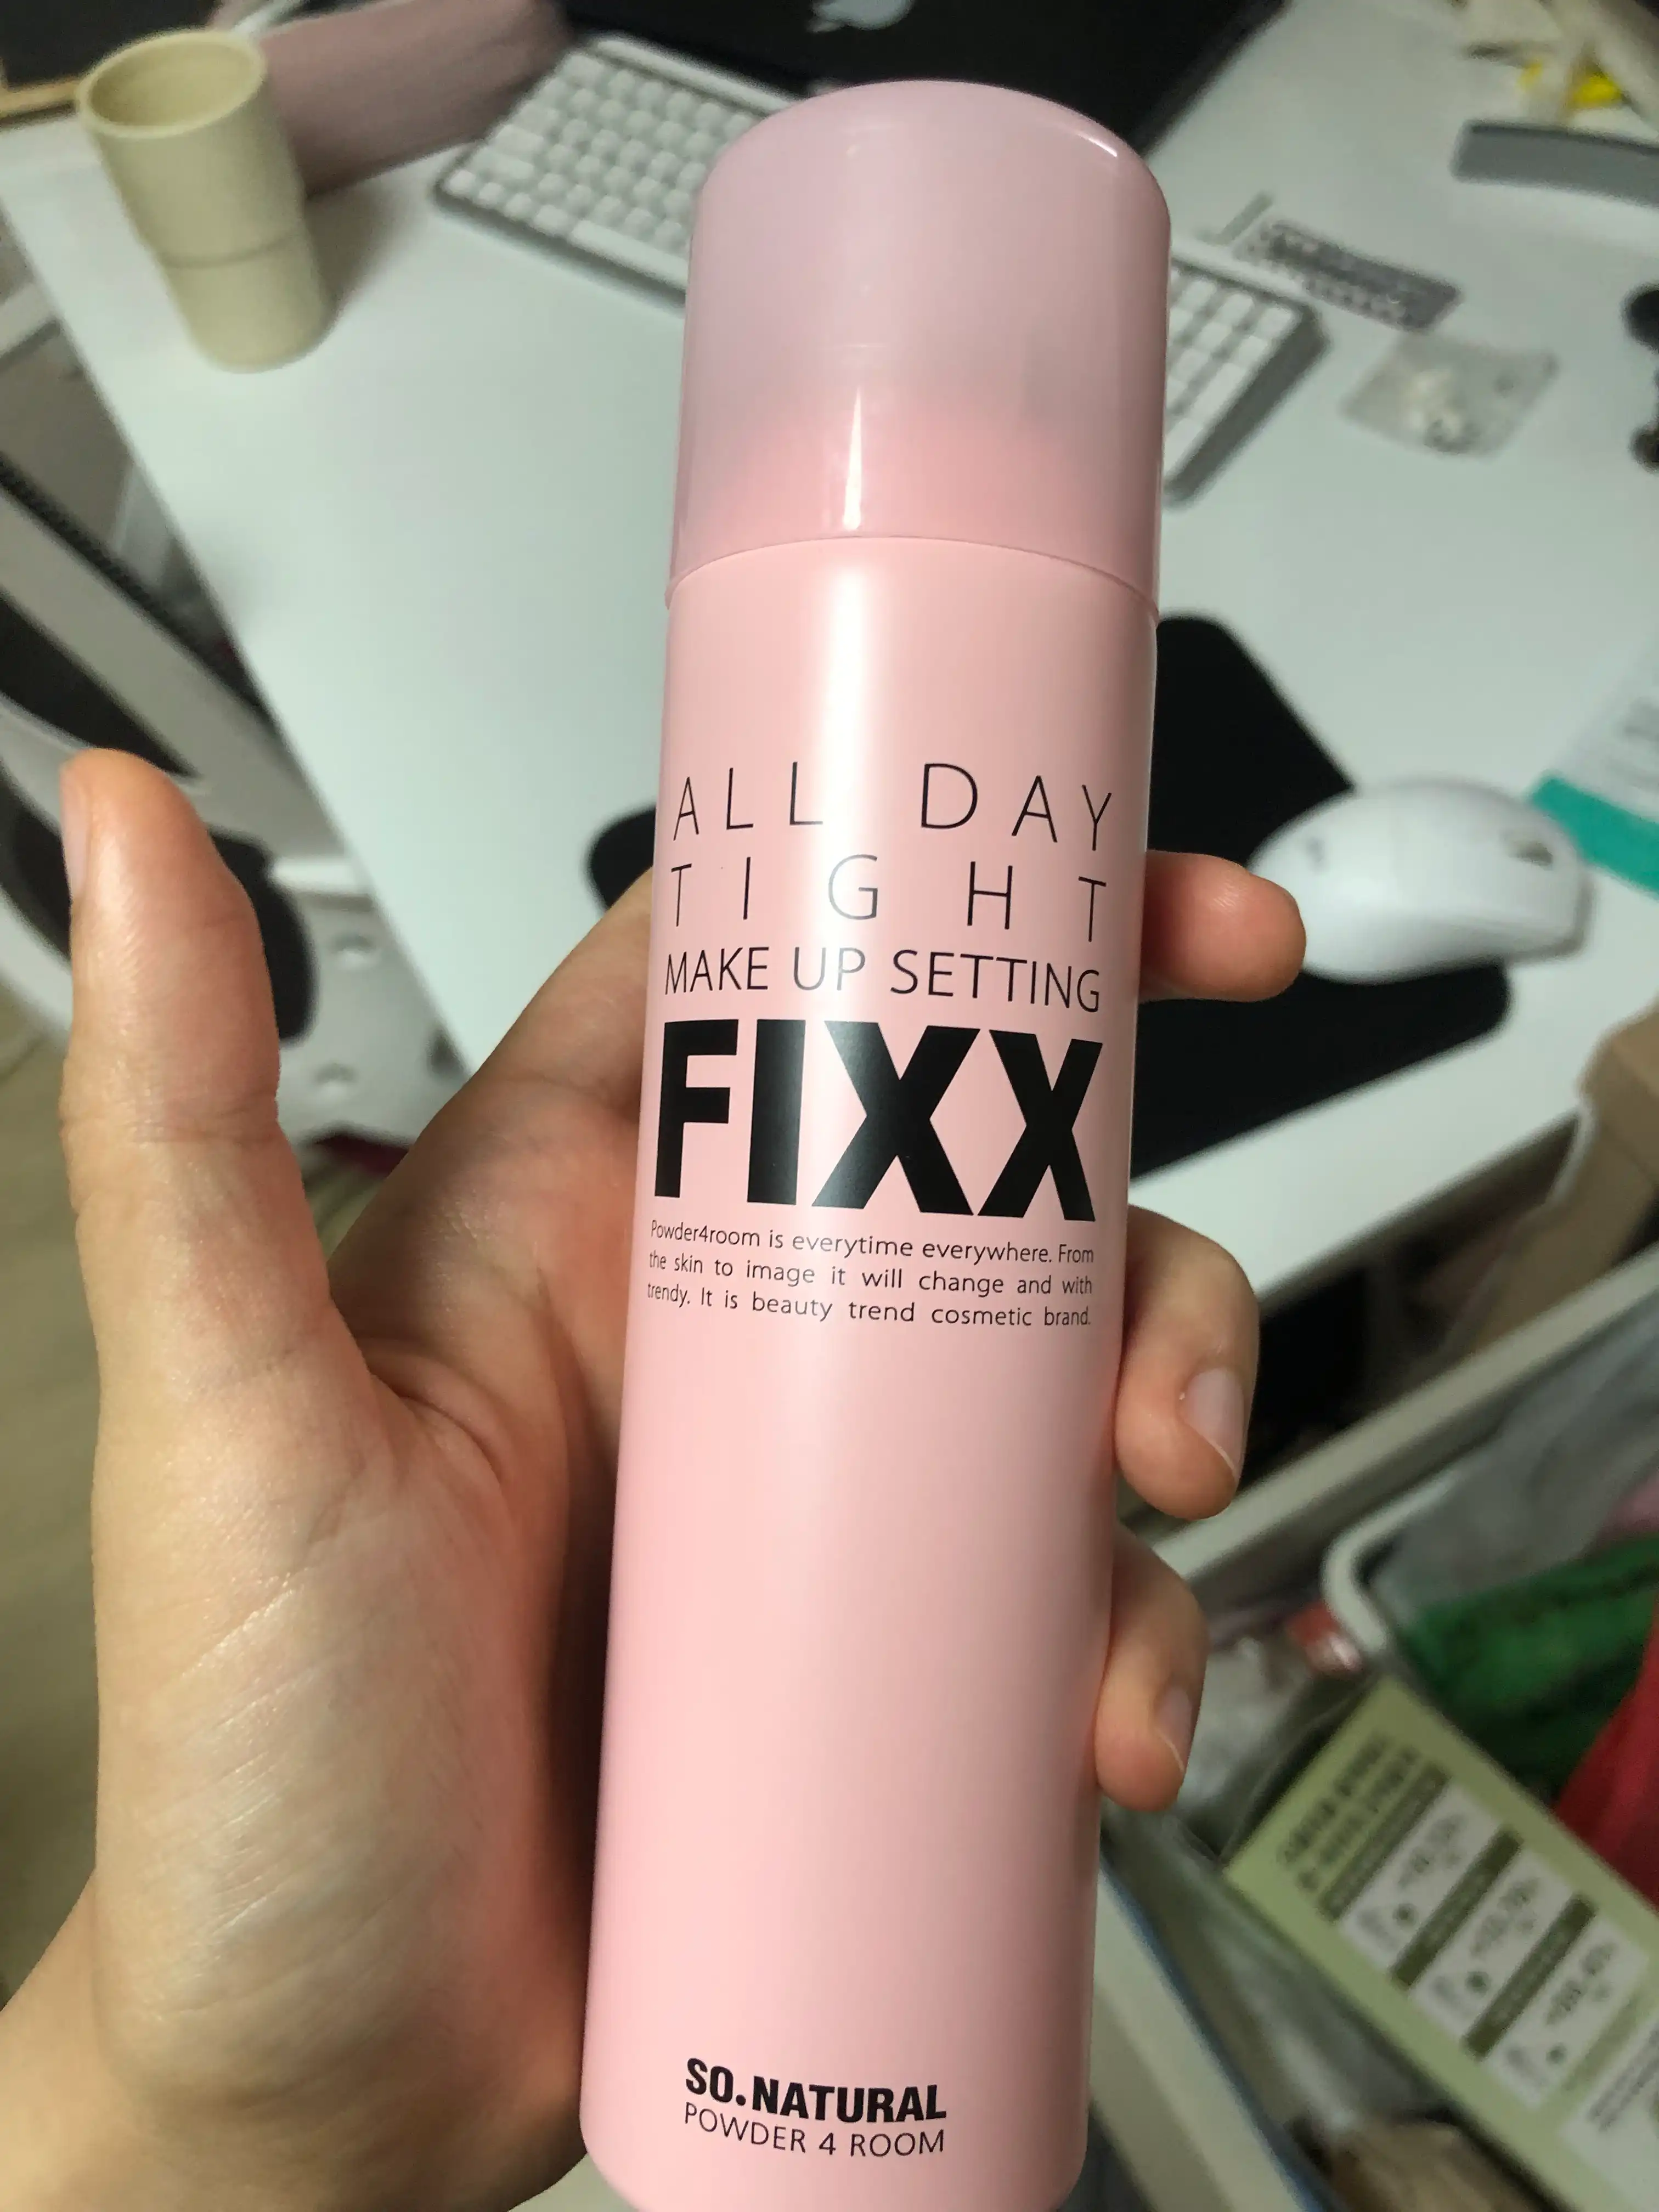 ALL DAY
TIGHT
MAKE UP SETTING
FIXX
Powder4room is everytime everywhere. From
the skin to image it will change and with
trendy. It is beauty trend cosmetic brand.
SO.NATURAL
POWDER 4 ROOM